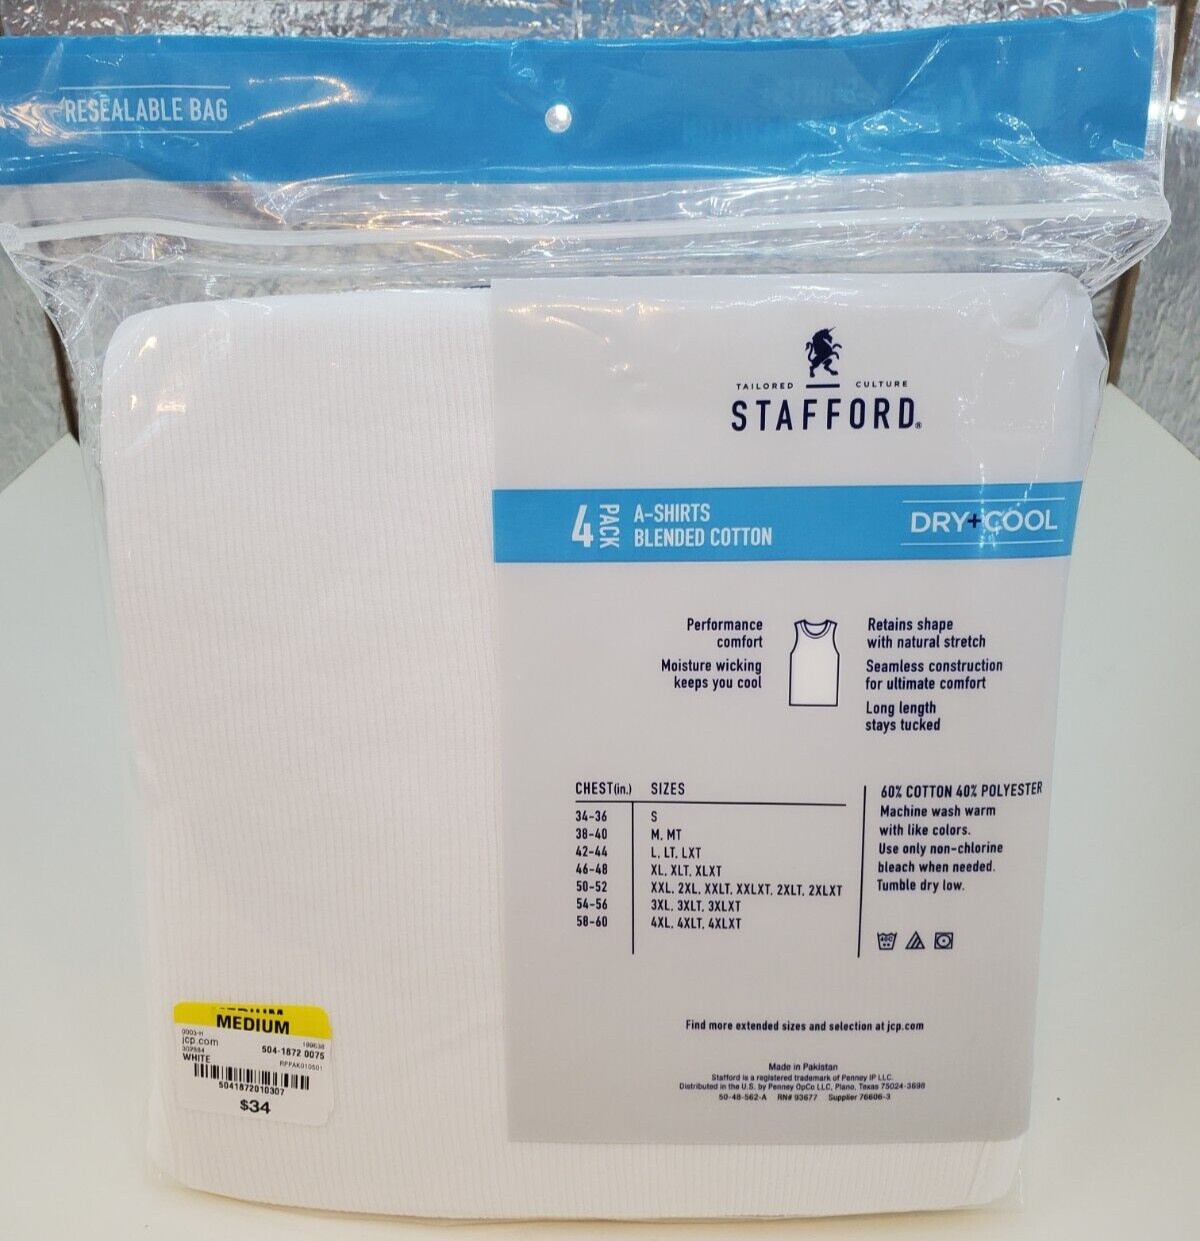 RESEALABLE BAG
TAILORED CULTURE
STAFFORD®
4 PACK
A-SHIRTS
BLENDED COTTON
DRY+COOL
Performance
comfort
Moisture wicking
keeps you cool
Retains shape
with natural stretch
Seamless construction
for ultimate comfort
Long length
stays tucked
CHEST(in.) SIZES
34-36 S
38-40 M, MT
42-44 L, LT, LXT
46-48 XL, XLT, XLXT
50-52 XXL, 2XL, XXLT, XXLXT, 2XLT, 2XLXT
54-56 3XL, 3XLT, 3XLXT
58-60 4XL, 4XLT, 4XLXT
60% COTTON 40% POLYESTER
Machine wash warm
with like colors.
Use only non-chlorine
bleach when needed.
Tumble dry low.
Find more extended sizes and selection at jcp.com
Made in Pakistan
Stafford is a registered trademark of Penney IP LLC.
Distributed in the U.S. by Penney OpCo LLC, Plano, Texas 75024-3698
50-48-562-A RN# 93677 Supplier 76606-3
MEDIUM
0003-H
jcp.com
504-1872 0075
WHITE
5041872010307
$34